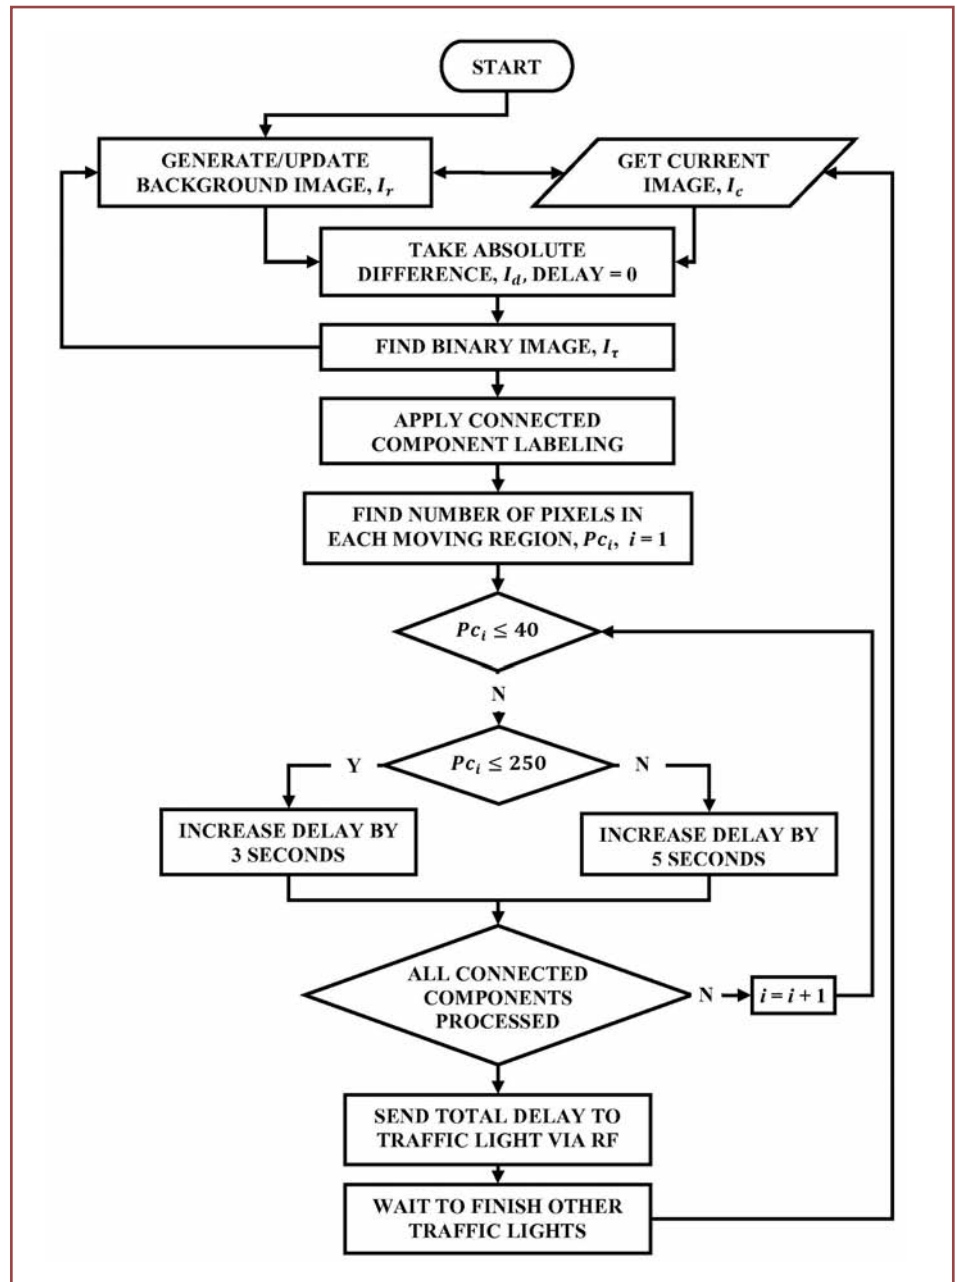 START
GENERATE/UPDATE
BACKGROUND IMAGE, I_r
GET CURRENT
IMAGE, I_c
TAKE ABSOLUTE
DIFFERENCE, I_d, DELAY = 0
FIND BINARY IMAGE, I_τ
APPLY CONNECTED
COMPONENT LABELING
FIND NUMBER OF PIXELS IN
EACH MOVING REGION, Pc_i, i = 1
Pc_i ≤ 40
N
Y
Pc_i ≤ 250
N
INCREASE DELAY BY
3 SECONDS
INCREASE DELAY BY
5 SECONDS
ALL CONNECTED
COMPONENTS
PROCESSED
N
i = i + 1
SEND TOTAL DELAY TO
TRAFFIC LIGHT VIA RF
WAIT TO FINISH OTHER
TRAFFIC LIGHTS